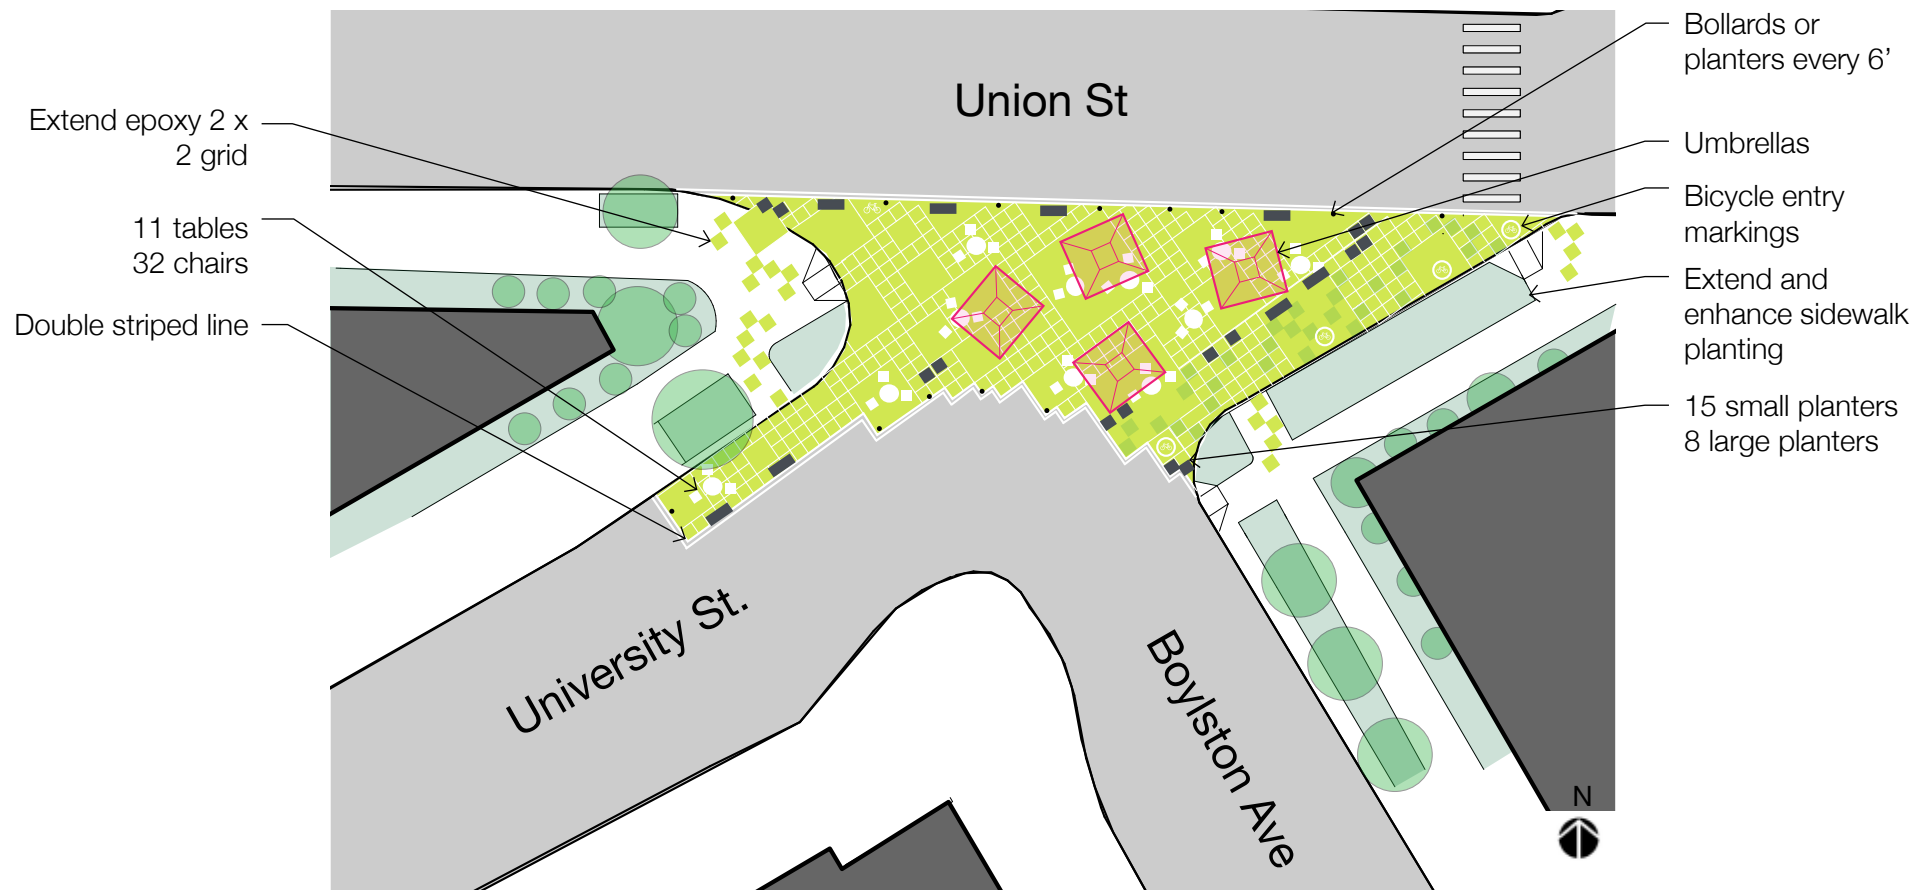 Extend epoxy 2 x
2 grid
11 tables
32 chairs
Double striped line
Union St
University St.
Boylston Ave
Bollards or
planters every 6’
Umbrellas
Bicycle entry
markings
Extend and
enhance sidewalk
planting
15 small planters
8 large planters
N